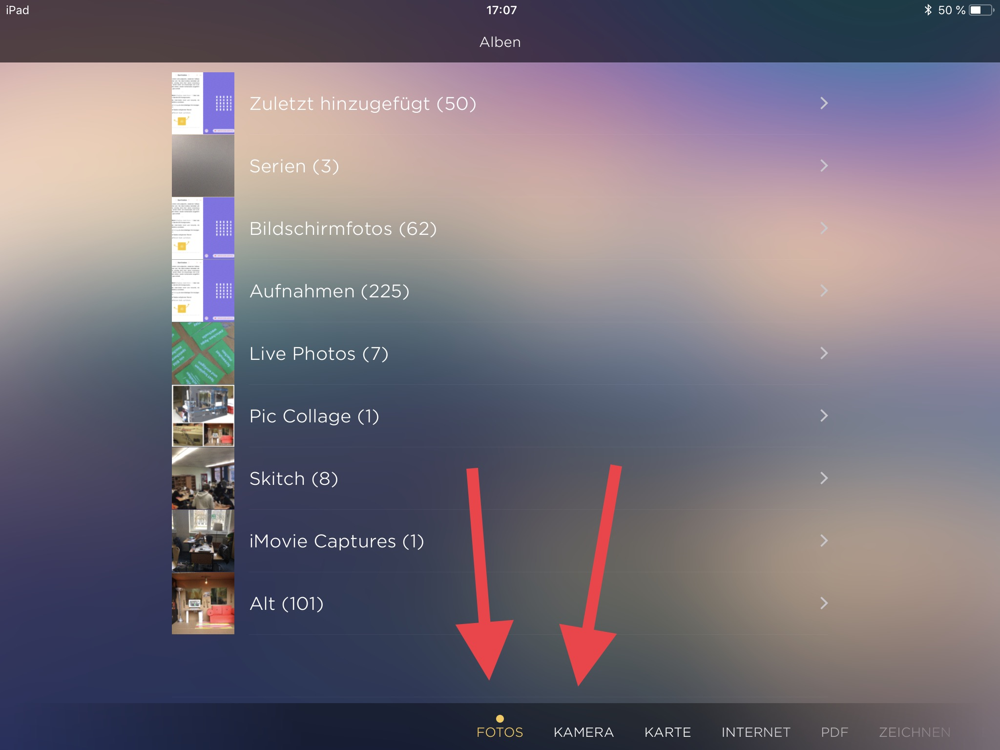 iPad
17:07
50 %
Alben
Zuletzt hinzugefügt (50)
Serien (3)
Bildschirmfotos (62)
Aufnahmen (225)
Live Photos (7)
Pic Collage (1)
Skitch (8)
iMovie Captures (1)
Alt (101)
FOTOS KAMERA KARTE INTERNET PDF ZEICHNEN